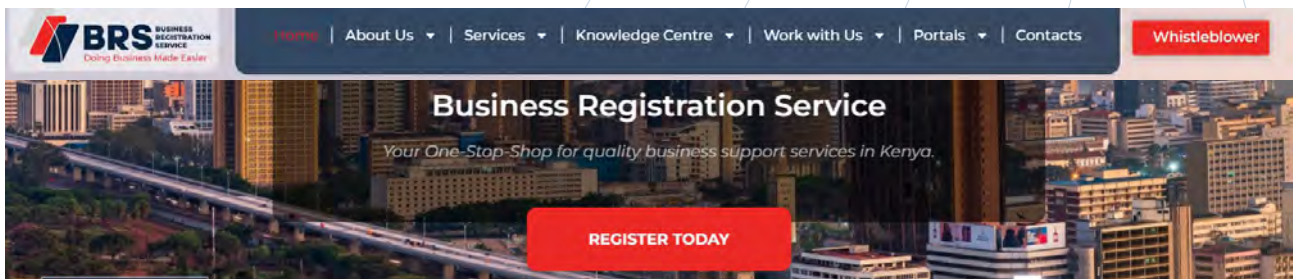 BRS BUSINESS
REGISTRATION
SERVICE
Doing Business Made Easier
Home | About Us | Services | Knowledge Centre | Work with Us | Portals | Contacts
Whistleblower
Business Registration Service
Your One-Stop-Shop for quality business support services in Kenya.
REGISTER TODAY